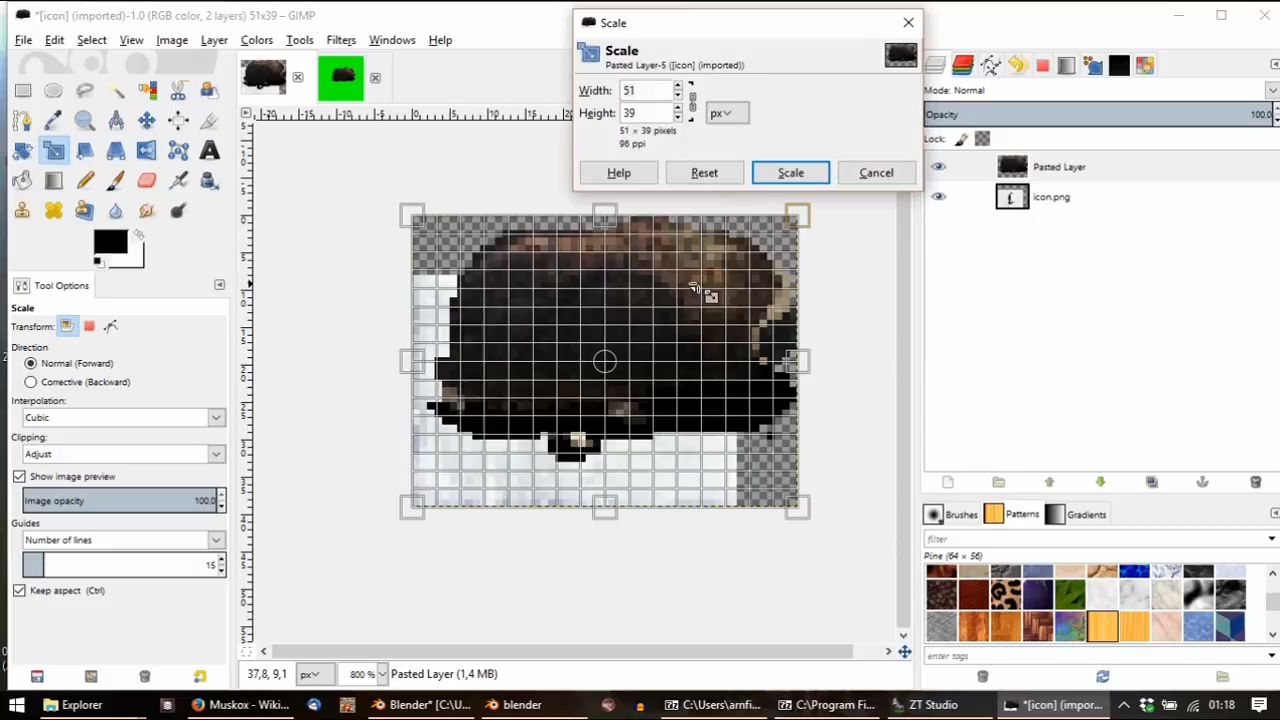 *[icon] (imported)-1.0 (RGB color, 2 layers) 51x39 – GIMP
File Edit Select View Image Layer Colors Tools Filters Windows Help
Scale
Scale
Pasted Layer-5 ([icon] (imported))
Width: 51
Height: 39 px
51 × 39 pixels
96 ppi
Help Reset Scale Cancel
Mode: Normal
Opacity 100,0
Lock:
Pasted Layer
icon.png
Tool Options
Scale
Transform:
Direction
Normal (Forward)
Corrective (Backward)
Interpolation:
Cubic
Clipping:
Adjust
Show image preview
Image opacity 100,0
Guides
Number of lines
15
Keep aspect (Ctrl)
Brushes Patterns Gradients
filter
Pine (64 × 56)
enter tags
37,8, 9,1 px 800 % Pasted Layer (1,4 MB)
Explorer Muskox – Wiki... Blender* [C:\U... blender C:\Users\arnfi... C:\Program Fi... ZT Studio *[icon] (import... 01:18